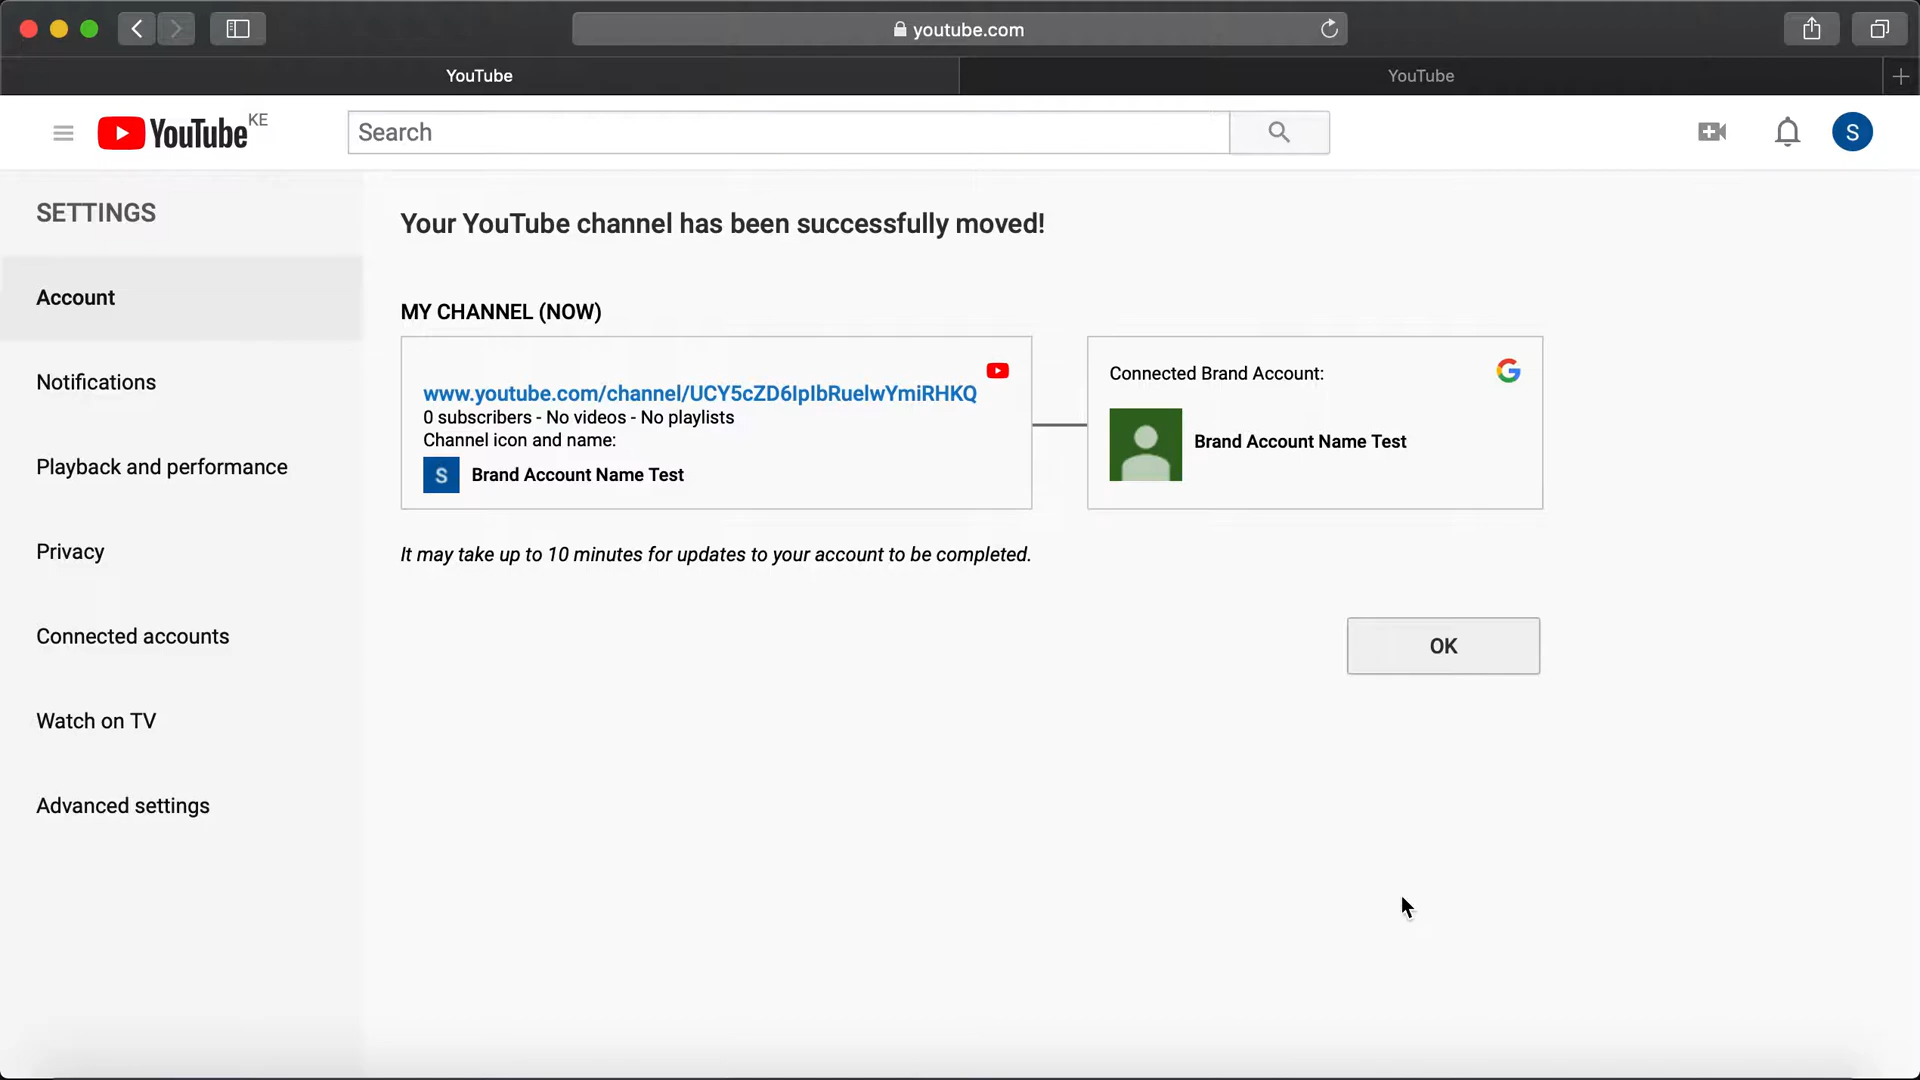 youtube.com
YouTube
YouTube
YouTube KE
Search
S
SETTINGS
Account
Notifications
Playback and performance
Privacy
Connected accounts
Watch on TV
Advanced settings
Your YouTube channel has been successfully moved!
MY CHANNEL (NOW)
www.youtube.com/channel/UCY5cZD6IpIbRuelwYmiRHKQ
0 subscribers - No videos - No playlists
Channel icon and name:
S Brand Account Name Test
Connected Brand Account:
Brand Account Name Test
It may take up to 10 minutes for updates to your account to be completed.
OK